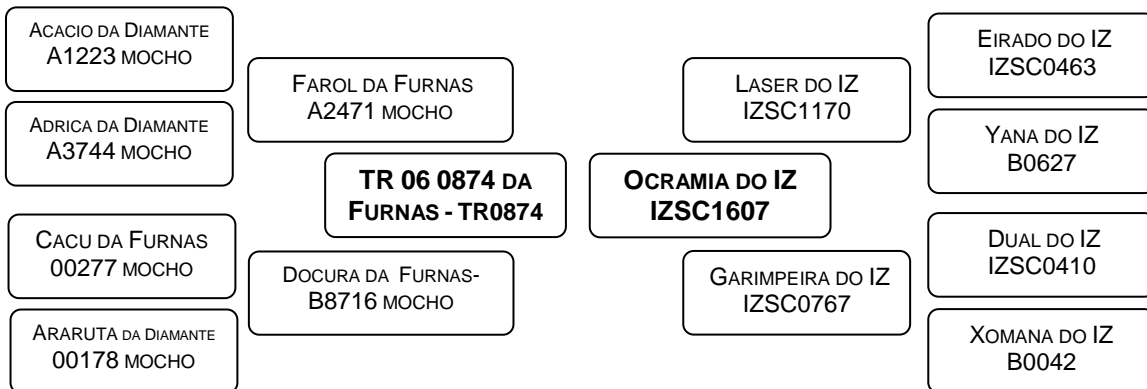 Acacio da Diamante
A1223 mocho
Adrica da Diamante
A3744 mocho
Cacu da Furnas
00277 mocho
Araruta da Diamante
00178 mocho
Farol da Furnas
A2471 mocho
Docura da Furnas-
B8716 mocho
TR 06 0874 da
Furnas - TR0874
Ocramia do IZ
IZSC1607
Laser do IZ
IZSC1170
Garimpeira do IZ
IZSC0767
Eirado do IZ
IZSC0463
Yana do IZ
B0627
Dual do IZ
IZSC0410
Xomana do IZ
B0042